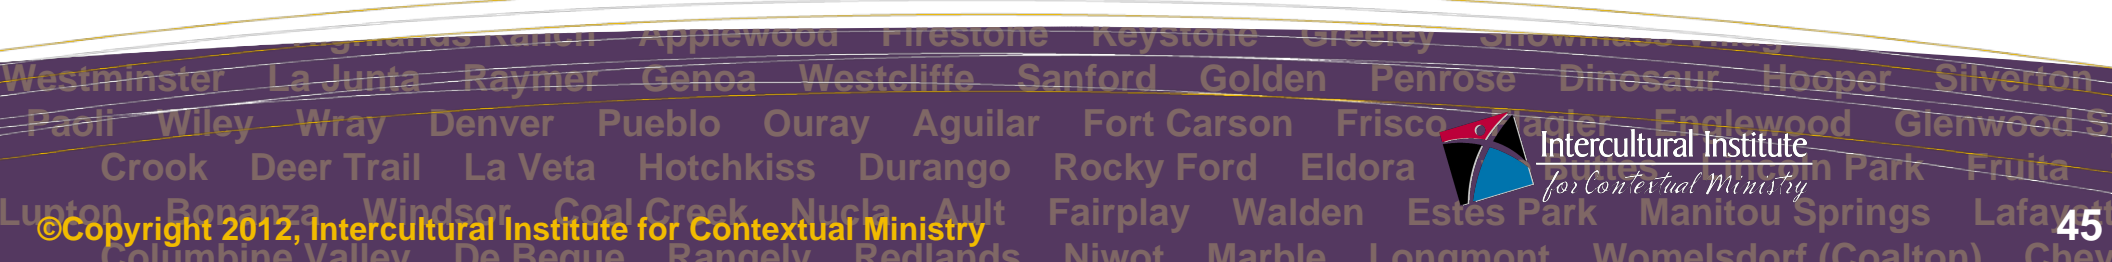 Applewood Firestone Keystone Greeley
Westminster La Junta Raymer Genoa Westcliffe Sanford Golden Penrose Dinosaur Hooper Silverton
Paoli Wiley Wray Denver Pueblo Ouray Aguilar Fort Carson Frisco Englewood Glenwood S
Crook Deer Trail La Veta Hotchkiss Durango Rocky Ford Eldora Park Fruita
Intercultural Institute
for Contextual Ministry
Lupton Bonanza Windsor Coal Creek Nucla Ault Fairplay Walden Estes Park Manitou Springs
©Copyright 2012, Intercultural Institute for Contextual Ministry
45
Columbine Valley De Beque Rangely Redlands Niwot Marble Longmont Womelsdorf (Coalton)